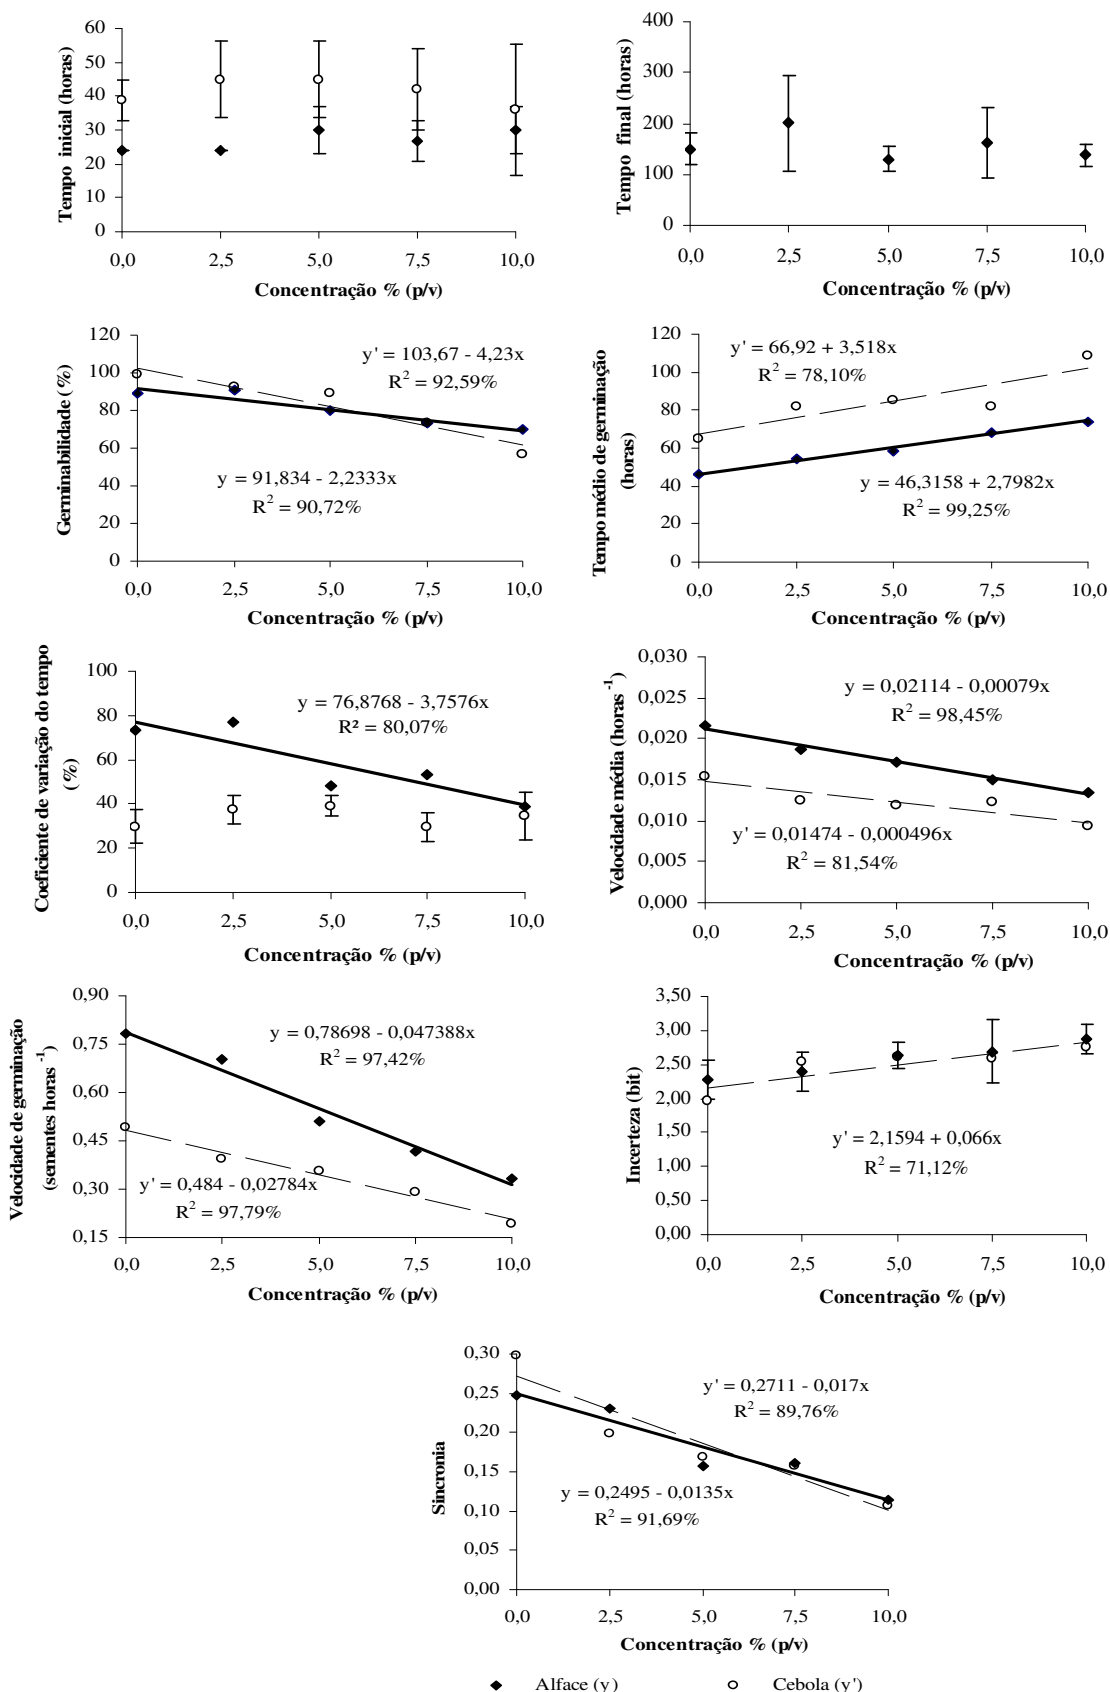 Tempo inicial (horas)
60
50
40
30
20
10
0
0,0 2,5 5,0 7,5 10,0
Concentração % (p/v)
Tempo final (horas)
400
300
200
100
0
0,0 2,5 5,0 7,5 10,0
Concentração % (p/v)
Germinabilidade (%)
120
100
80
60
40
20
0
y' = 103,67 - 4,23x
R² = 92,59%
y = 91,834 - 2,2333x
R² = 90,72%
0,0 2,5 5,0 7,5 10,0
Concentração % (p/v)
Tempo médio de germinação
(horas)
120
100
80
60
40
20
0
y' = 66,92 + 3,518x
R² = 78,10%
y = 46,3158 + 2,7982x
R² = 99,25%
0,0 2,5 5,0 7,5 10,0
Concentração % (p/v)
Coeficiente de variação do tempo
(%)
100
80
60
40
20
0
y = 76,8768 - 3,7576x
R² = 80,07%
0,0 2,5 5,0 7,5 10,0
Concentração % (p/v)
Velocidade média (horas ⁻¹)
0,030
0,025
0,020
0,015
0,010
0,005
0,000
y = 0,02114 - 0,00079x
R² = 98,45%
y' = 0,01474 - 0,000496x
R² = 81,54%
0,0 2,5 5,0 7,5 10,0
Concentração % (p/v)
Velocidade de germinação
(sementes horas ⁻¹)
0,90
0,75
0,60
0,45
0,30
0,15
y = 0,78698 - 0,047388x
R² = 97,42%
y' = 0,484 - 0,02784x
R² = 97,79%
0,0 2,5 5,0 7,5 10,0
Concentração % (p/v)
Incerteza (bit)
3,50
3,00
2,50
2,00
1,50
1,00
0,50
0,00
y' = 2,1594 + 0,066x
R² = 71,12%
0,0 2,5 5,0 7,5 10,0
Concentração % (p/v)
Sincronia
0,30
0,25
0,20
0,15
0,10
0,05
0,00
y' = 0,2711 - 0,017x
R² = 89,76%
y = 0,2495 - 0,0135x
R² = 91,69%
0,0 2,5 5,0 7,5 10,0
Concentração % (p/v)
Alface (y) Cebola (y')